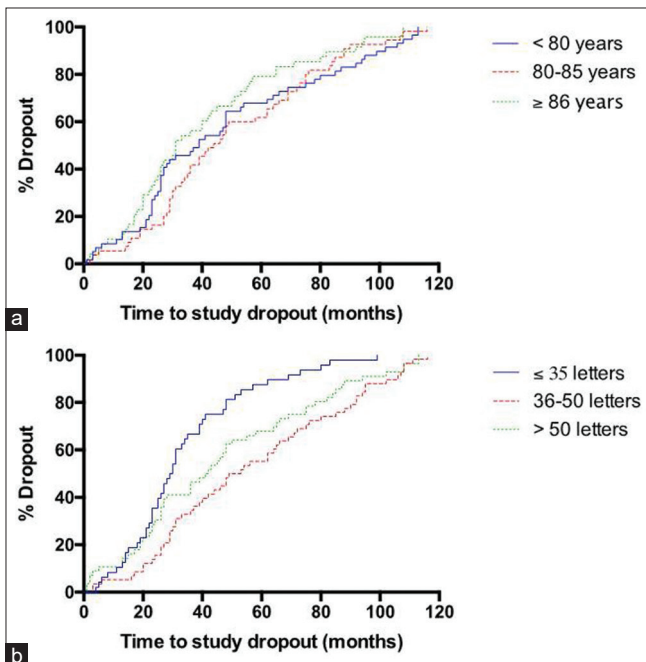 100
80
60
40
20
0
% Dropout
0 20 40 60 80 100 120
Time to study dropout (months)
< 80 years
80-85 years
≥ 86 years
a
100
80
60
40
20
0
% Dropout
0 20 40 60 80 100 120
Time to study dropout (months)
≤ 35 letters
36-50 letters
> 50 letters
b